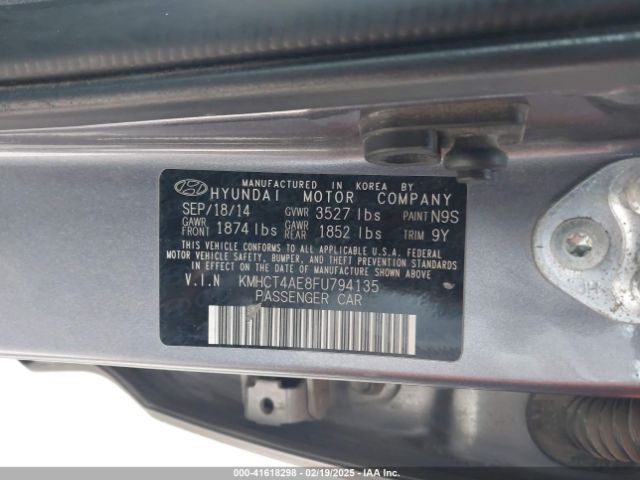 MANUFACTURED IN KOREA BY
HYUNDAI MOTOR COMPANY
SEP/18/14 GVWR 3527 lbs PAINT N9S
GAWR FRONT 1874 lbs GAWR REAR 1852 lbs TRIM 9Y
THIS VEHICLE CONFORMS TO ALL APPLICABLE U.S.A. FEDERAL
MOTOR VEHICLE SAFETY, BUMPER, AND THEFT PREVENTION STANDARDS
IN EFFECT ON THE DATE OF MANUFACTURE SHOWN ABOVE.
V.I.N KMHCT4AE8FU794135
PASSENGER CAR
000-41618298 - 02/19/2025 - IAA Inc.